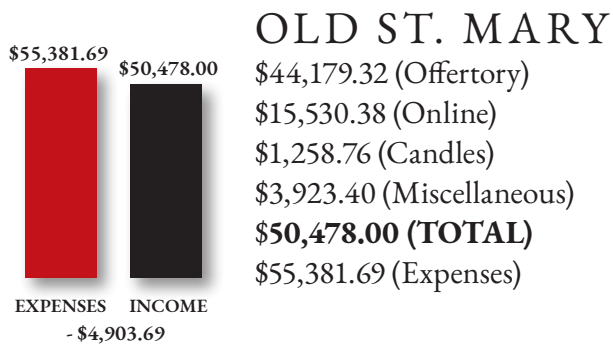 $55,381.69
$50,478.00
EXPENSES
INCOME
- $4,903.69
OLD ST. MARY
$44,179.32 (Offertory)
$15,530.38 (Online)
$1,258.76 (Candles)
$3,923.40 (Miscellaneous)
$50,478.00 (TOTAL)
$55,381.69 (Expenses)